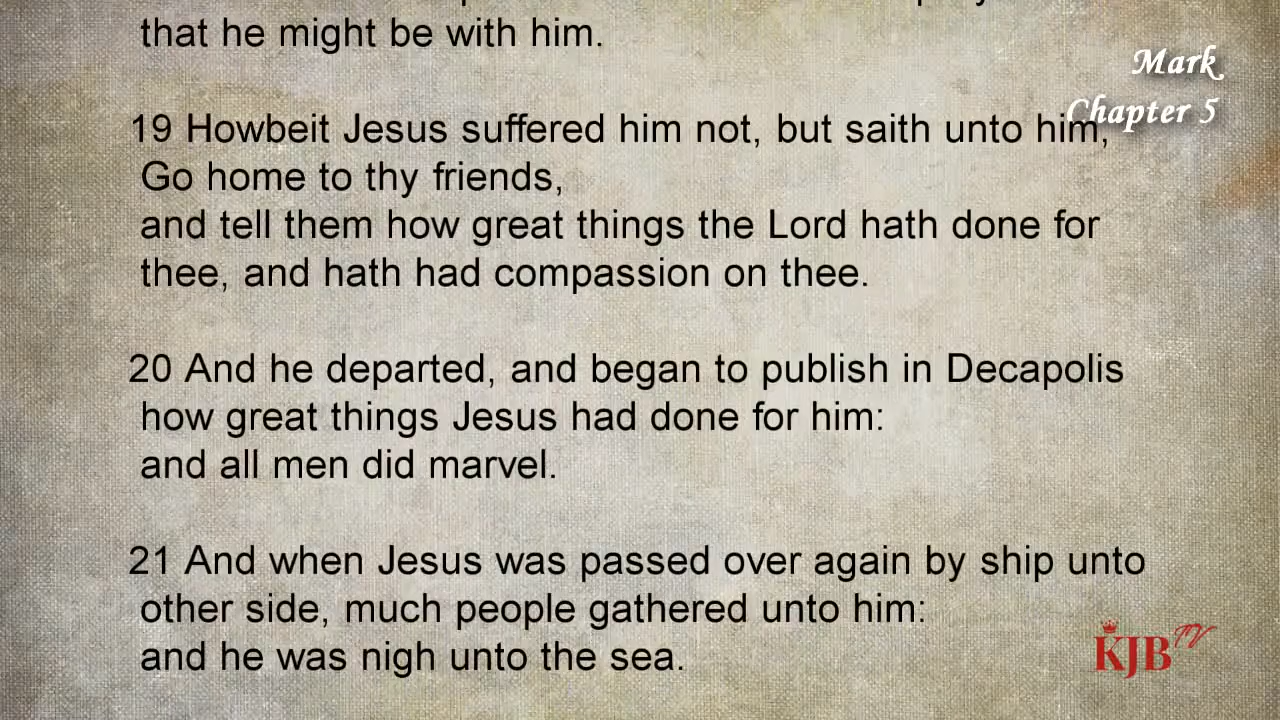 that he might be with him.
Mark
Chapter 5
19 Howbeit Jesus suffered him not, but saith unto him,
Go home to thy friends,
and tell them how great things the Lord hath done for
thee, and hath had compassion on thee.
20 And he departed, and began to publish in Decapolis
how great things Jesus had done for him:
and all men did marvel.
21 And when Jesus was passed over again by ship unto
other side, much people gathered unto him:
and he was nigh unto the sea.
KJB TV